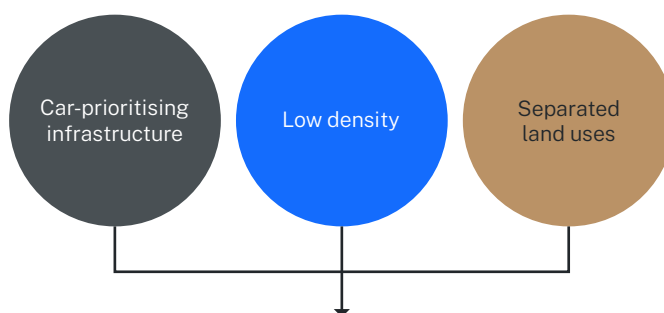 Car-prioritising
infrastructure
Low density
Separated
land uses